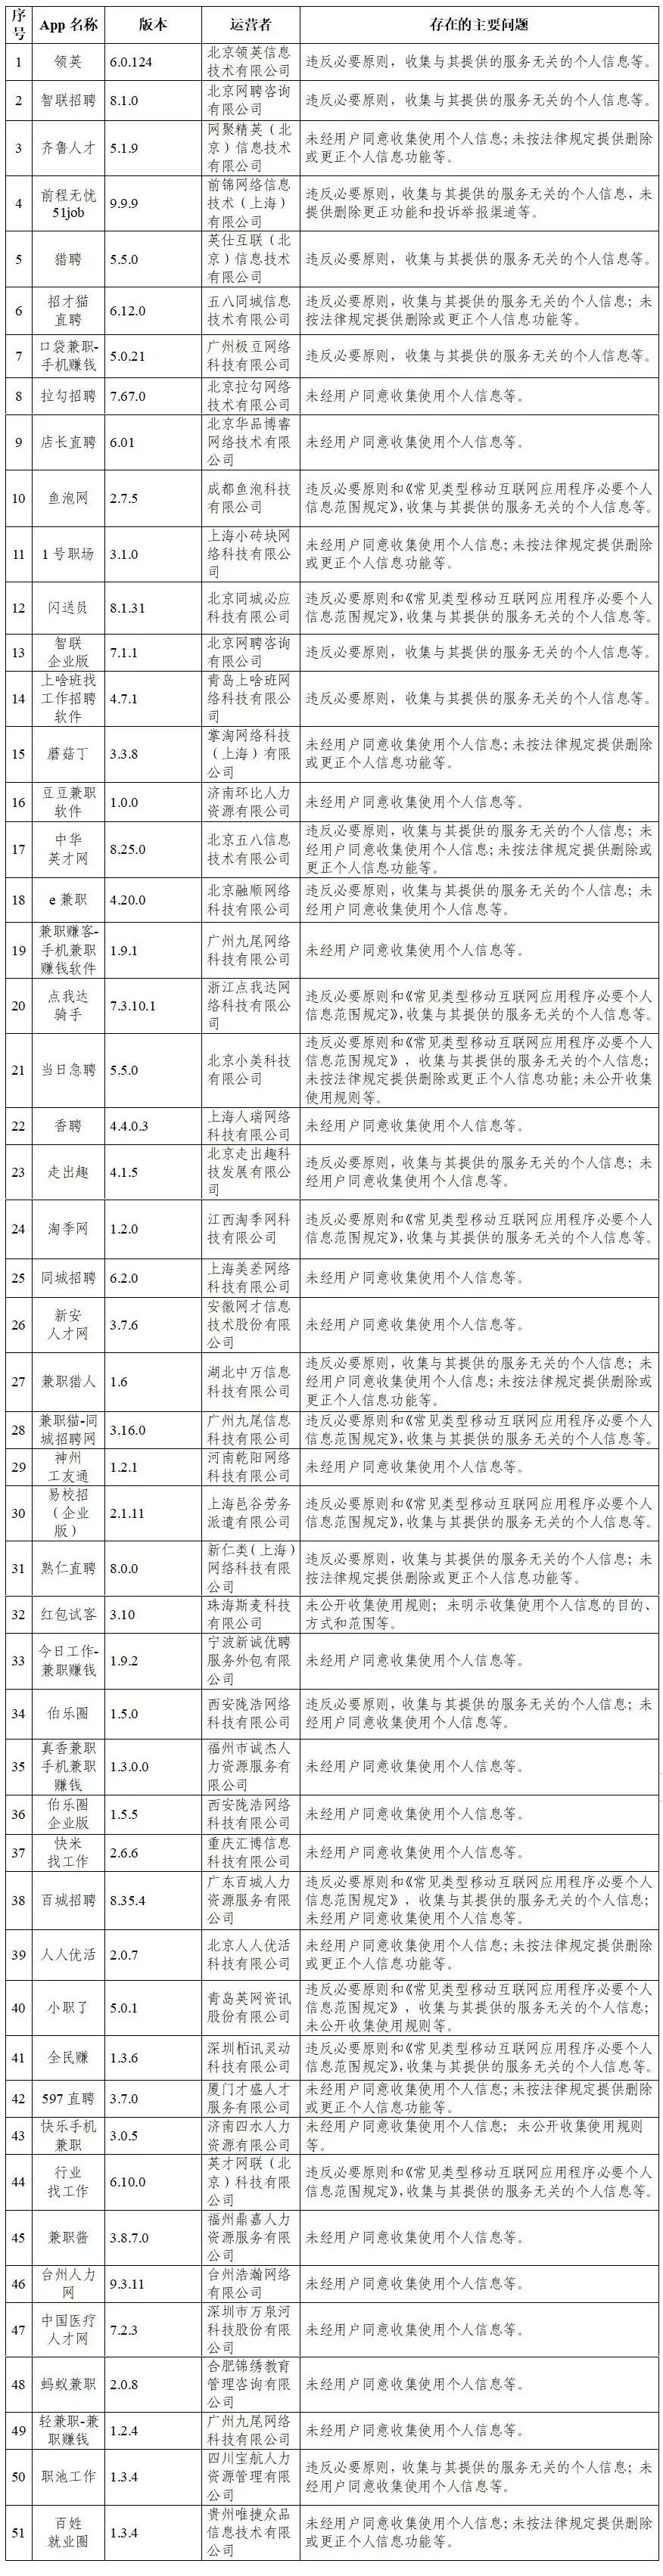 序号 App 名称 版本 运营者 存在的主要问题
1 领英 6.0.124 北京领英信息技术有限公司 违反必要原则，收集与其提供的服务无关的个人信息等。
2 智联招聘 8.1.0 北京网聘咨询有限公司 违反必要原则，收集与其提供的服务无关的个人信息等。
3 齐鲁人才 5.1.9 网聚精英（北京）信息技术有限公司 未经用户同意收集使用个人信息；未按法律规定提供删除或更正个人信息功能等。
4 前程无忧51job 9.9.9 前锦网络信息技术（上海）有限公司 违反必要原则，收集与其提供的服务无关的个人信息，未提供删除更正功能和投诉举报渠道等。
5 猎聘 5.5.0 英仕互联（北京）信息技术有限公司 违反必要原则，收集与其提供的服务无关的个人信息等。
6 招才猫直聘 6.12.0 五八同城信息技术有限公司 违反必要原则，收集与其提供的服务无关的个人信息；未按法律规定提供删除或更正个人信息功能等。
7 口袋兼职-手机赚钱 5.0.21 广州极豆网络科技有限公司 违反必要原则，收集与其提供的服务无关的个人信息等。
8 拉勾招聘 7.67.0 北京拉勾网络技术有限公司 未经用户同意收集使用个人信息等。
9 店长直聘 6.01 北京华品博睿网络技术有限公司 未经用户同意收集使用个人信息等。
10 鱼泡网 2.7.5 成都鱼泡科技有限公司 违反必要原则和《常见类型移动互联网应用程序必要个人信息范围规定》，收集与其提供的服务无关的个人信息等。
11 1 号职场 3.1.0 上海小砖块网络科技有限公司 未经用户同意收集使用个人信息；未按法律规定提供删除或更正个人信息功能等。
12 闪送员 8.1.31 北京同城必应科技有限公司 违反必要原则和《常见类型移动互联网应用程序必要个人信息范围规定》，收集与其提供的服务无关的个人信息等。
13 智联企业版 7.1.1 北京网聘咨询有限公司 违反必要原则，收集与其提供的服务无关的个人信息等。
14 上啥班找工作招聘软件 4.7.1 青岛上啥班网络科技有限公司 违反必要原则，收集与其提供的服务无关的个人信息等。
15 蘑菇丁 3.3.8 掌淘网络科技（上海）有限公司 未经用户同意收集使用个人信息；未按法律规定提供删除或更正个人信息功能等。
16 豆豆兼职软件 1.0.0 济南环比人力资源有限公司 未经用户同意收集使用个人信息等。
17 中华英才网 8.25.0 北京五八信息技术有限公司 违反必要原则，收集与其提供的服务无关的个人信息；未经用户同意收集使用个人信息；未按法律规定提供删除或更正个人信息功能等。
18 e 兼职 4.20.0 北京融顺网络科技有限公司 违反必要原则，收集与其提供的服务无关的个人信息；未经用户同意收集使用个人信息等。
19 兼职赚客-手机兼职赚钱软件 1.9.1 广州九尾网络科技有限公司 未经用户同意收集使用个人信息等。
20 点我达骑手 7.3.10.1 浙江点我达网络科技有限公司 违反必要原则和《常见类型移动互联网应用程序必要个人信息范围规定》，收集与其提供的服务无关的个人信息等。
21 当日急聘 5.5.0 北京小美科技有限公司 违反必要原则和《常见类型移动互联网应用程序必要个人信息范围规定》，收集与其提供的服务无关的个人信息；未按法律规定提供删除或更正个人信息功能；未公开收集使用规则等。
22 香聘 4.4.0.3 上海人瑞网络科技有限公司 未经用户同意收集使用个人信息等。
23 走出趣 4.1.5 北京走出趣科技发展有限公司 违反必要原则，收集与其提供的服务无关的个人信息；未经用户同意收集使用个人信息等。
24 淘季网 1.2.0 江西淘季网科技有限公司 违反必要原则和《常见类型移动互联网应用程序必要个人信息范围规定》，收集与其提供的服务无关的个人信息等。
25 同城招聘 6.2.0 上海美差网络科技有限公司 未经用户同意收集使用个人信息等。
26 新安人才网 3.7.6 安徽网才信息技术股份有限公司 未经用户同意收集使用个人信息等。
27 兼职猎人 1.6 湖北中万信息科技有限公司 违反必要原则，收集与其提供的服务无关的个人信息；未经用户同意收集使用个人信息；未按法律规定提供删除或更正个人信息功能等。
28 兼职猫-同城招聘网 3.16.0 广州九尾信息科技有限公司 违反必要原则和《常见类型移动互联网应用程序必要个人信息范围规定》，收集与其提供的服务无关的个人信息等。
29 神州工友通 1.2.1 河南乾阳网络科技有限公司 未经用户同意收集使用个人信息等。
30 易校招（企业版） 2.1.11 上海邑谷劳务派遣有限公司 违反必要原则和《常见类型移动互联网应用程序必要个人信息范围规定》，收集与其提供的服务无关的个人信息等。
31 熟仁直聘 8.0.0 新仁类（上海）网络科技有限公司 违反必要原则，收集与其提供的服务无关的个人信息；未按法律规定提供删除或更正个人信息功能等。
32 红包试客 3.10 珠海斯麦科技有限公司 未公开收集使用规则；未明示收集使用个人信息的目的、方式和范围等。
33 今日工作-兼职赚钱 1.9.2 宁波新诚优聘服务外包有限公司 未经用户同意收集使用个人信息等。
34 伯乐圈 1.5.0 西安陇浩网络科技有限公司 违反必要原则，收集与其提供的服务无关的个人信息；未经用户同意收集使用个人信息等。
35 真香兼职手机兼职赚钱 1.3.0.0 福州市诚杰人力资源服务有限公司 未经用户同意收集使用个人信息等。
36 伯乐圈企业版 1.5.5 西安陇浩网络科技有限公司 未经用户同意收集使用个人信息等。
37 快米找工作 2.6.6 重庆汇博信息科技有限公司 未经用户同意收集使用个人信息等。
38 百城招聘 8.35.4 广东百城人力资源服务有限公司 违反必要原则和《常见类型移动互联网应用程序必要个人信息范围规定》，收集与其提供的服务无关的个人信息；未经用户同意收集使用个人信息等。
39 人人优活 2.0.7 北京人人优活科技有限公司 未经用户同意收集使用个人信息；未按法律规定提供删除或更正个人信息功能等。
40 小职了 5.0.1 青岛英网资讯股份有限公司 违反必要原则和《常见类型移动互联网应用程序必要个人信息范围规定》，收集与其提供的服务无关的个人信息；未公开收集使用规则等。
41 全民赚 1.3.6 深圳栢讯灵动科技有限公司 违反必要原则和《常见类型移动互联网应用程序必要个人信息范围规定》，收集与其提供的服务无关的个人信息等。
42 597 直聘 3.7.0 厦门才盛人才服务有限公司 未经用户同意收集使用个人信息；未按法律规定提供删除或更正个人信息功能等。
43 快乐手机兼职 3.0.5 济南四水人力资源有限公司 未经用户同意收集使用个人信息；未公开收集使用规则等。
44 行业找工作 6.10.0 英才网联（北京）科技有限公司 违反必要原则和《常见类型移动互联网应用程序必要个人信息范围规定》，收集与其提供的服务无关的个人信息等。
45 兼职酱 3.8.7.0 福州鼎嘉人力资源服务有限公司 未经用户同意收集使用个人信息等。
46 台州人力网 9.3.11 台州浩瀚网络有限公司 未经用户同意收集使用个人信息等。
47 中国医疗人才网 7.2.3 深圳市万泉河科技股份有限公司 未经用户同意收集使用个人信息等。
48 蚂蚁兼职 2.0.8 合肥锦绣教育管理咨询有限公司 未经用户同意收集使用个人信息等。
49 轻兼职-兼职赚钱 1.2.4 广州九尾网络科技有限公司 未经用户同意收集使用个人信息等。
50 职池工作 1.3.4 四川宝航人力资源管理有限公司 违反必要原则，收集与其提供的服务无关的个人信息；未经用户同意收集使用个人信息等。
51 百姓就业圈 1.3.4 贵州唯捷众品信息技术有限公司 未经用户同意收集使用个人信息；未按法律规定提供删除或更正个人信息功能等。